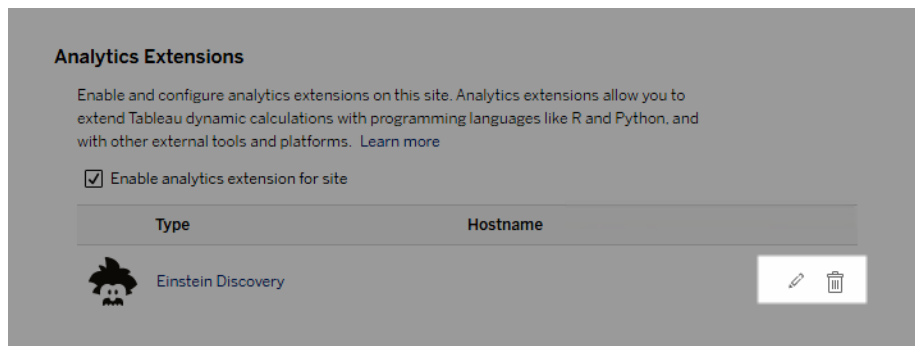 Analytics Extensions
Enable and configure analytics extensions on this site. Analytics extensions allow you to
extend Tableau dynamic calculations with programming languages like R and Python, and
with other external tools and platforms. Learn more
Enable analytics extension for site
Type Hostname
Einstein Discovery